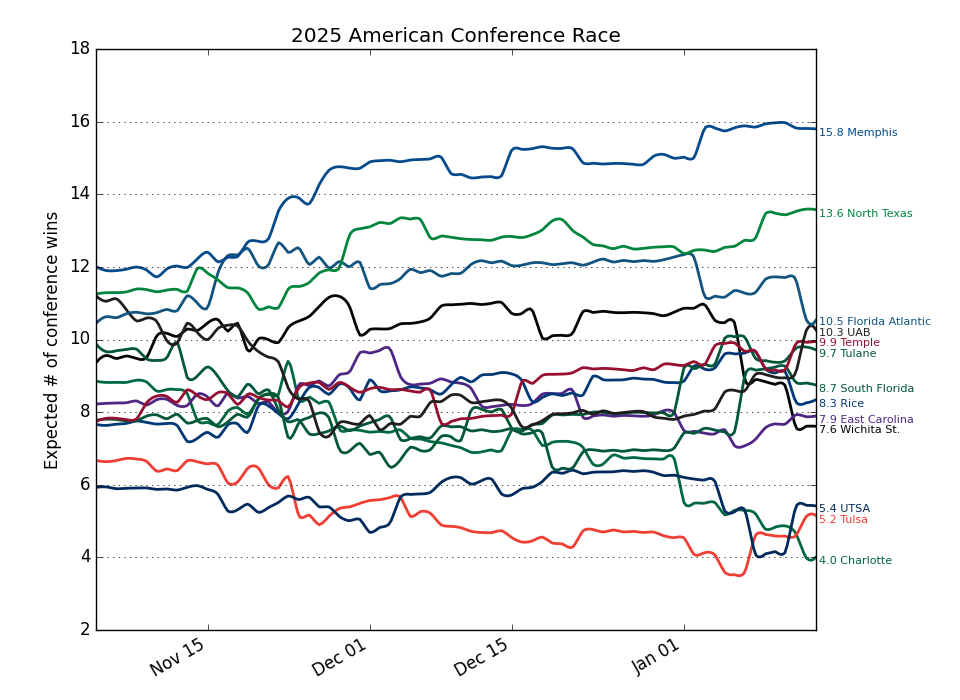 2025 American Conference Race
Expected # of conference wins
18
16
14
12
10
8
6
4
2
Nov 15
Dec 01
Dec 15
Jan 01
15.8 Memphis
13.6 North Texas
10.5 Florida Atlantic
10.3 UAB
9.9 Temple
9.7 Tulane
8.7 South Florida
8.3 Rice
7.9 East Carolina
7.6 Wichita St.
5.4 UTSA
5.2 Tulsa
4.0 Charlotte